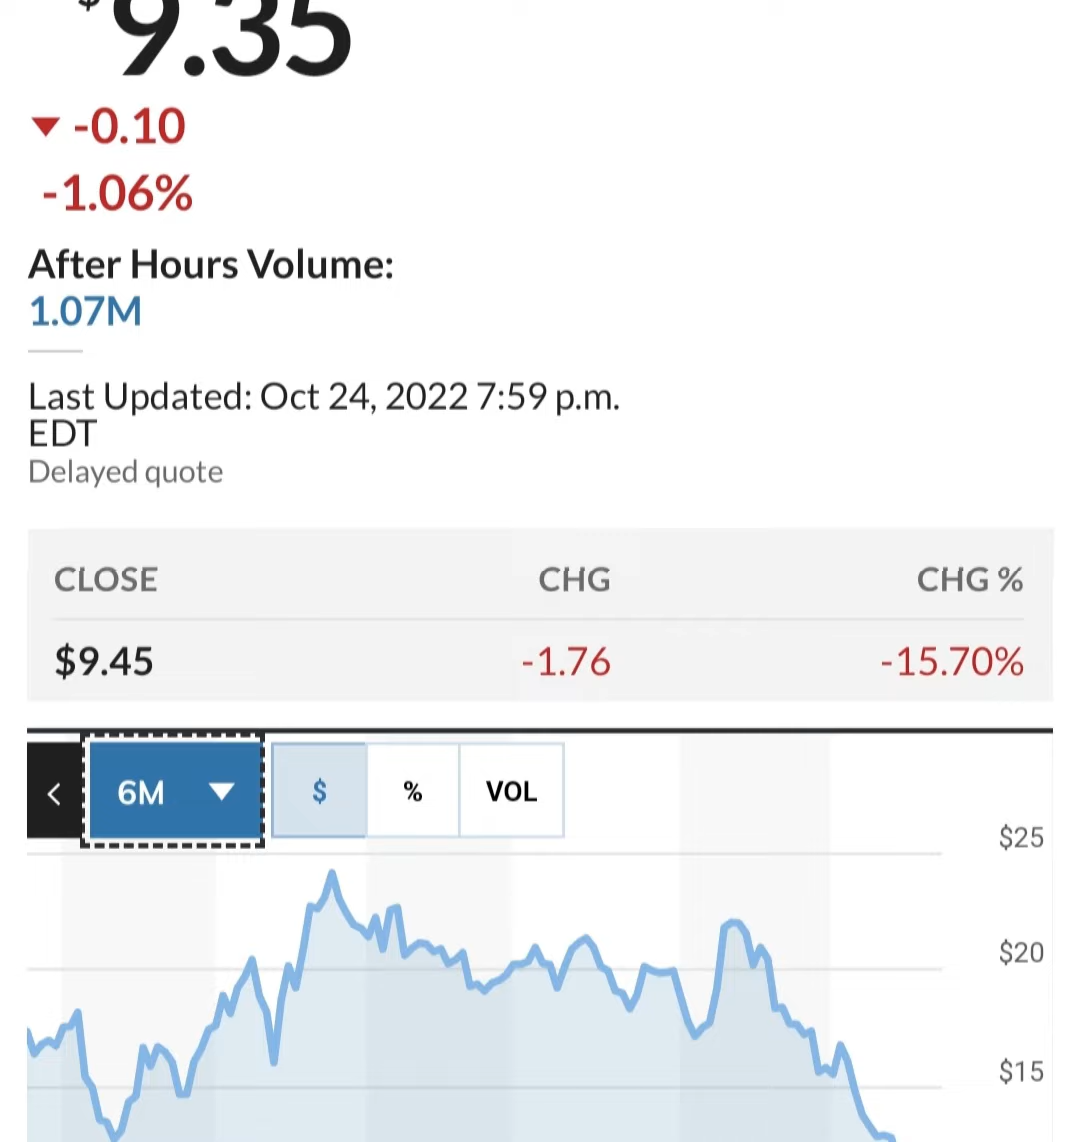 $9.35
-0.10
-1.06%
After Hours Volume:
1.07M
Last Updated: Oct 24, 2022 7:59 p.m.
EDT
Delayed quote
CLOSE CHG CHG %
$9.45 -1.76 -15.70%
6M $ % VOL
$25
$20
$15